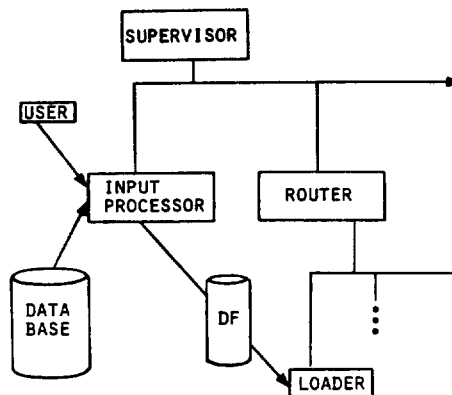 SUPERVISOR
USER
INPUT
PROCESSOR
ROUTER
DATA
BASE
DF
LOADER